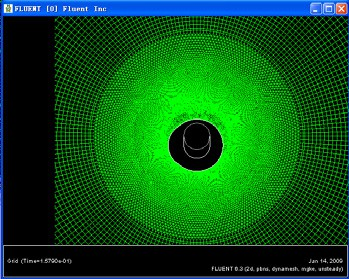 FLUENT [0] Fluent Inc
Grid (Time=1.5790e-01)
Jun 14, 2009
FLUENT 6.3 (2d, pbns, dynamesh, rngke, unsteady)